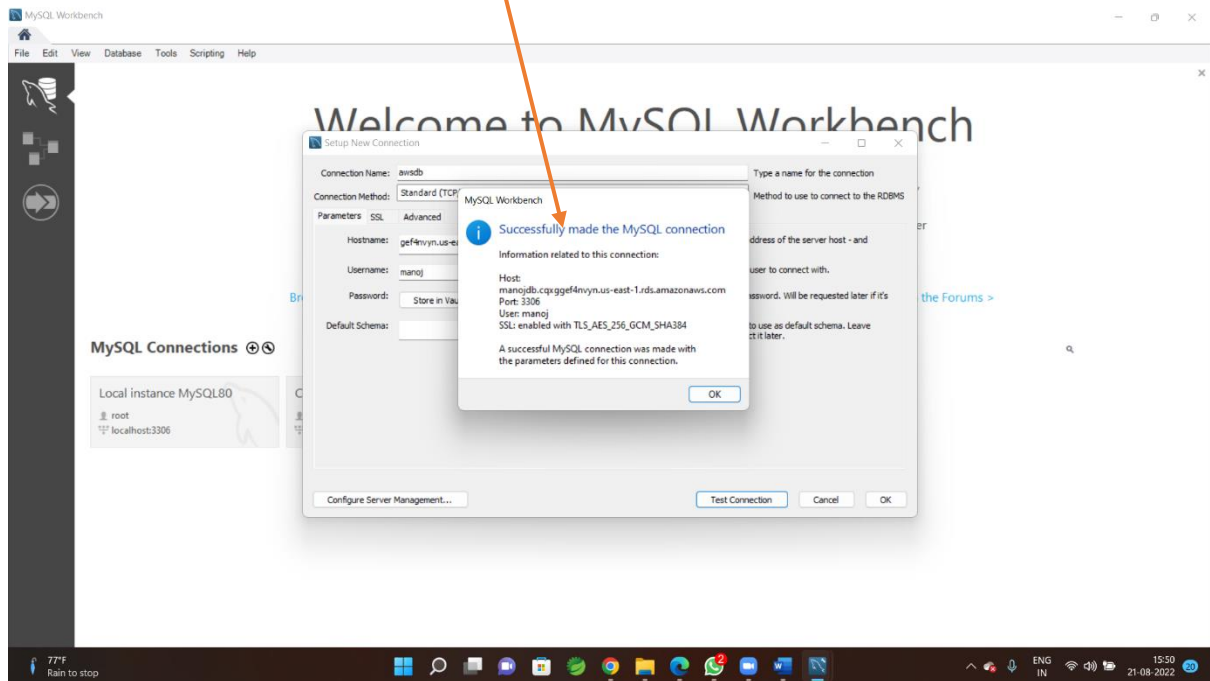 MySQL Workbench
File Edit View Database Tools Scripting Help
Welcome to MySQL Workbench
Setup New Connection
Connection Name: awsdb Type a name for the connection
Connection Method: Standard (TCP Method to use to connect to the RDBMS
Parameters SSL Advanced
Hostname: gef4nvyn.us-ea ddress of the server host - and
Username: manoj user to connect with.
Password: Store in Vau assword. Will be requested later if it's
Default Schema: to use as default schema. Leave
ct it later.
MySQL Workbench
Successfully made the MySQL connection
Information related to this connection:
Host:
manojdb.cqxggef4nvyn.us-east-1.rds.amazonaws.com
Port: 3306
User: manoj
SSL: enabled with TLS_AES_256_GCM_SHA384
A successful MySQL connection was made with
the parameters defined for this connection.
OK
Configure Server Management... Test Connection Cancel OK
er
Br the Forums >
MySQL Connections
Local instance MySQL80
root
localhost:3306
C
77°F
Rain to stop
2
ENG
IN
15:50
21-08-2022
20